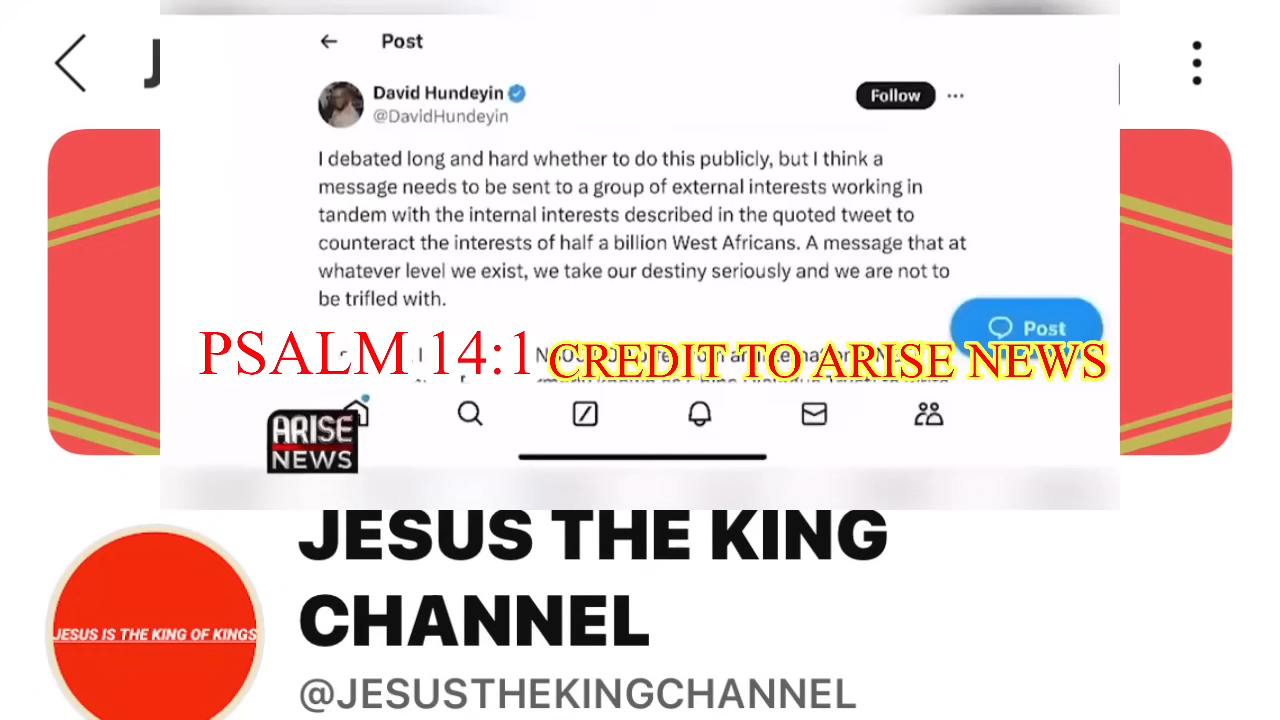 Post
David Hundeyin
@DavidHundeyin
Follow
I debated long and hard whether to do this publicly, but I think a
message needs to be sent to a group of external interests working in
tandem with the internal interests described in the quoted tweet to
counteract the interests of half a billion West Africans. A message that at
whatever level we exist, we take our destiny seriously and we are not to
be trifled with.
Post
PSALM 14:1
CREDIT TO ARISE NEWS
ARISE
NEWS
JESUS THE KING
CHANNEL
JESUS IS THE KING OF KINGS
@JESUSTHEKINGCHANNEL